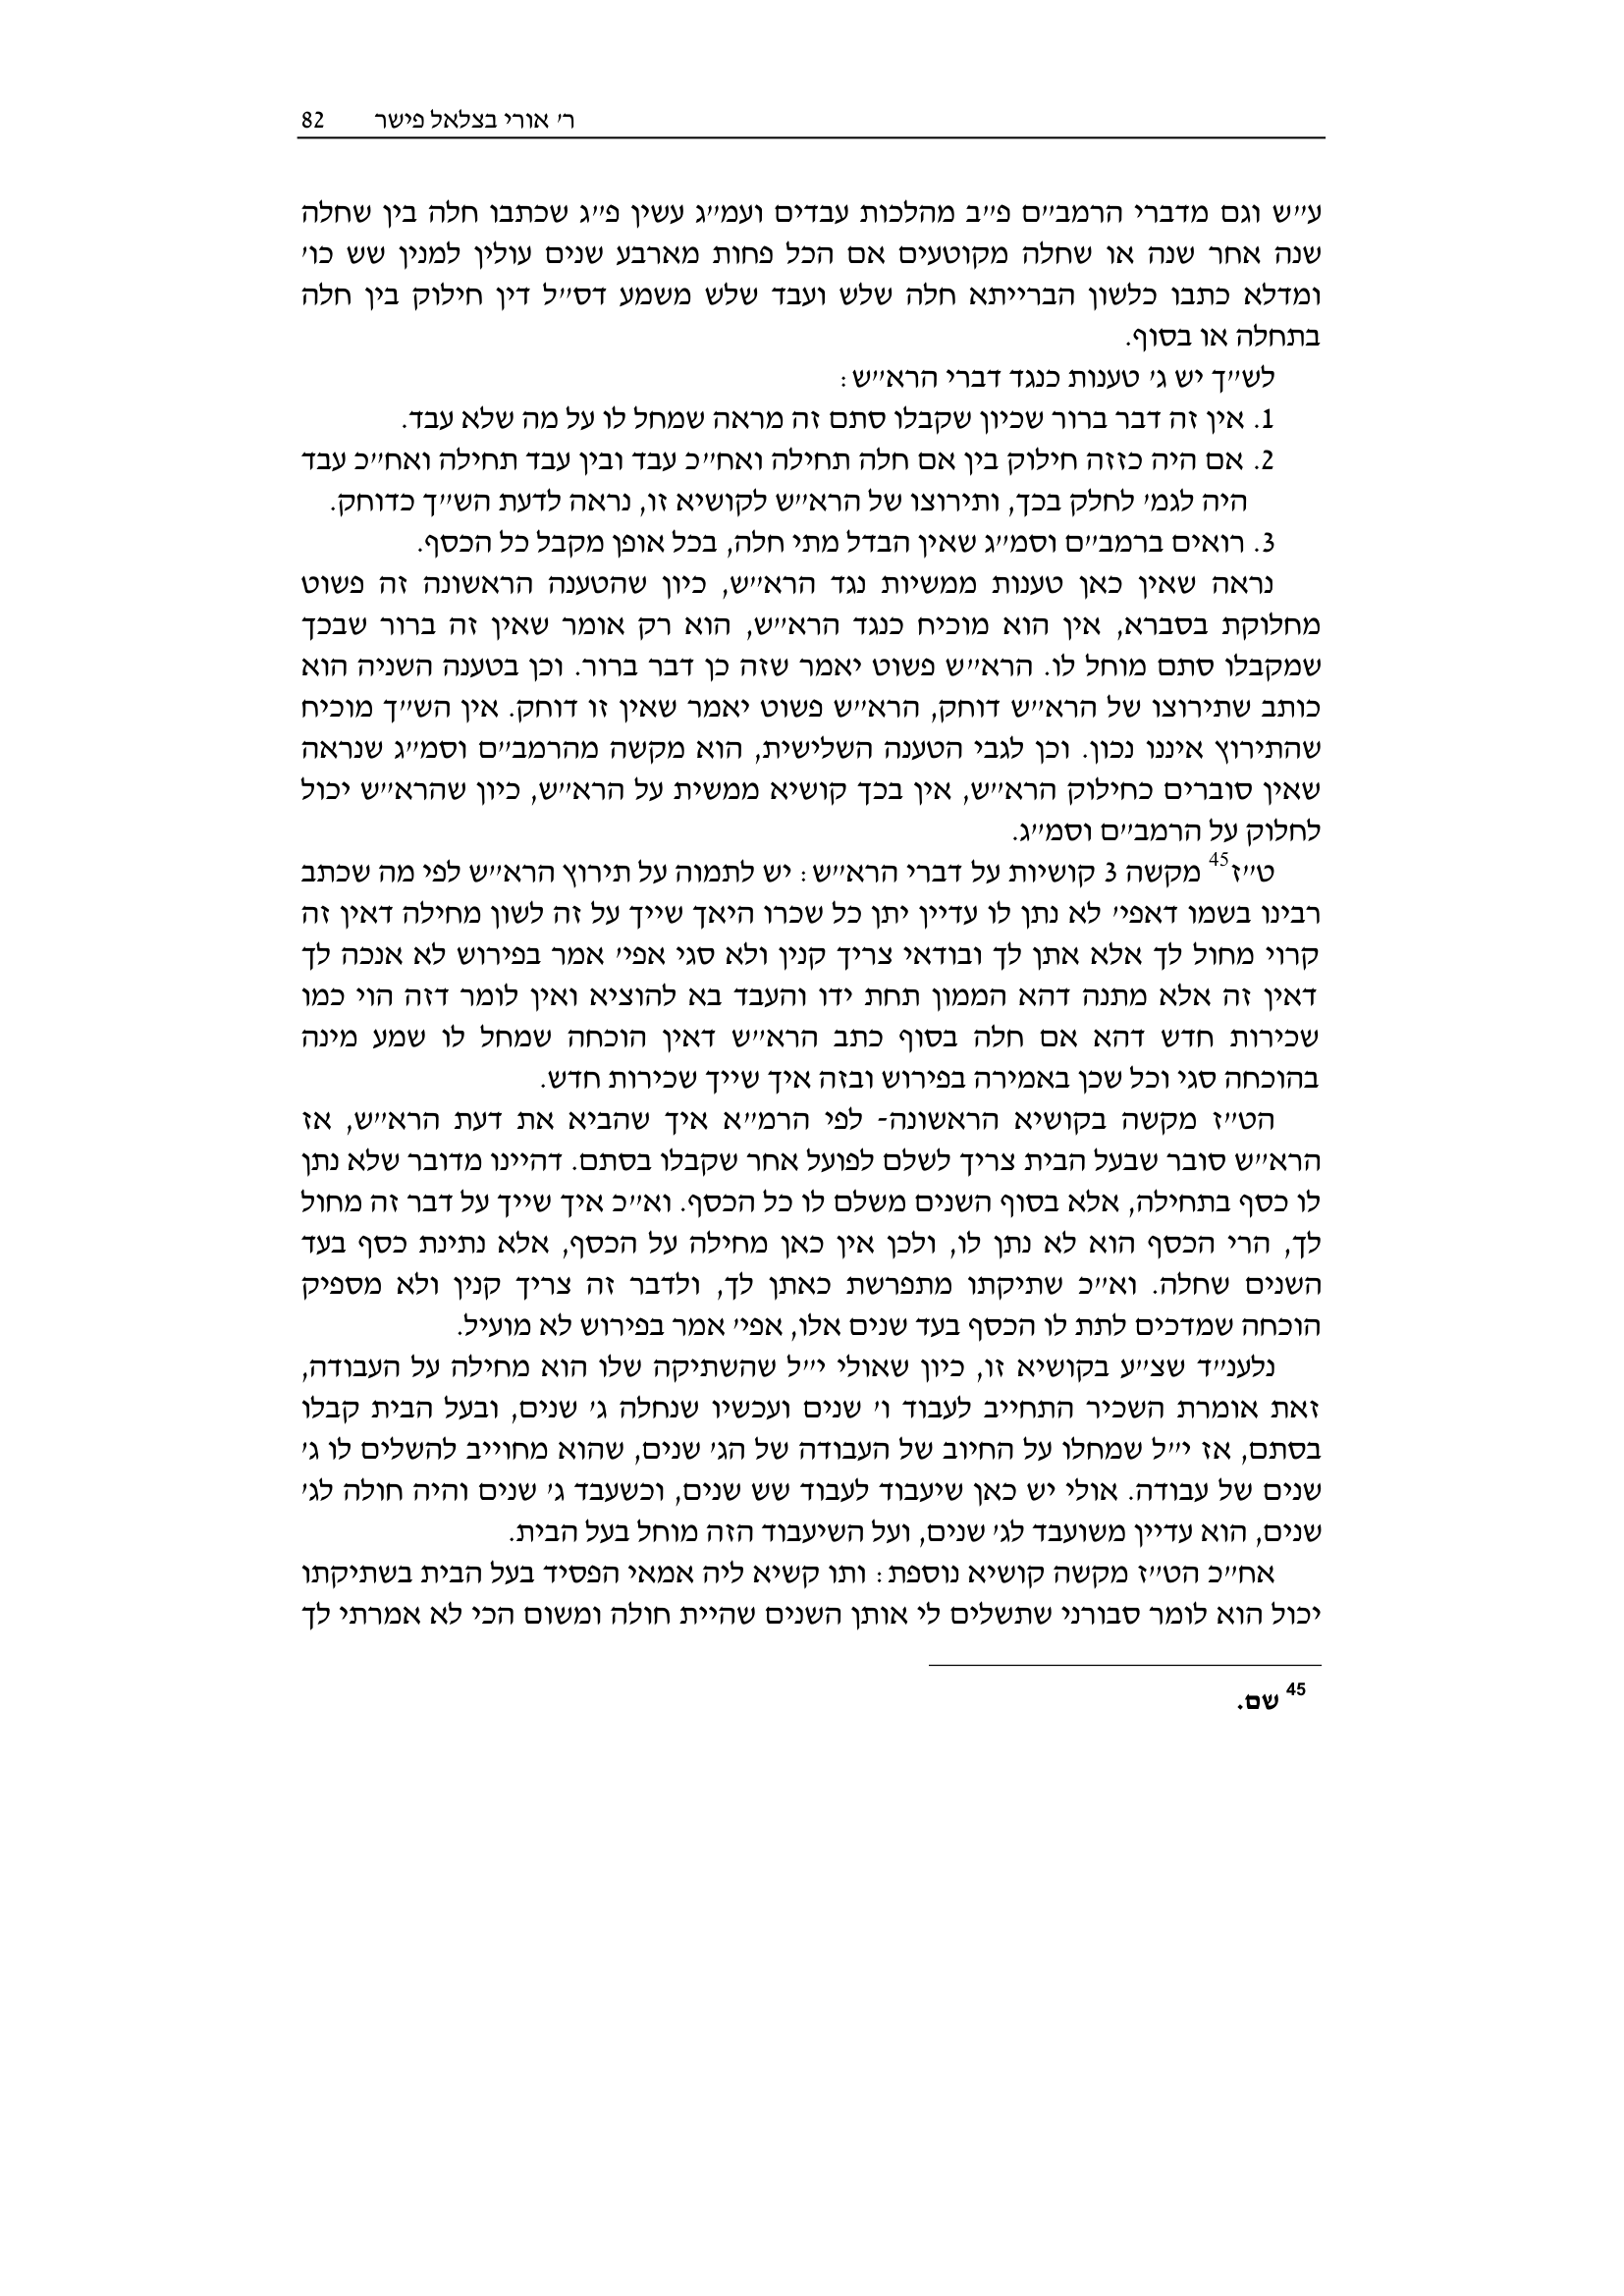 ר׳ אורי בצלאל פישר 82
ע״ש וגם מדברי הרמב״ם פ״ב מהלכות עבדים ועמ״ג עשין פ״ג שכתבו חלה בין שחלה
שנה אחר שנה או שחלה מקוטעים אם הכל פחות מארבע שנים עולין למנין שש כו׳
ומדלא כתבו כלשון הברייתא חלה שלש ועבד שלש משמע דס״ל דין חילוק בין חלה
בתחלה או בסוף.
לש״ך יש ג׳ טענות כנגד דברי הרא״ש:
1. אין זה דבר ברור שכיון שקבלו סתם זה מראה שמחל לו על מה שלא עבד.
2. אם היה כזזה חילוק בין אם חלה תחילה ואח״כ עבד ובין עבד תחילה ואח״כ עבד
היה לגמ׳ לחלק בכך, ותירוצו של הרא״ש לקושיא זו, נראה לדעת הש״ך כדוחק.
3. רואים ברמב״ם וסמ״ג שאין הבדל מתי חלה, בכל אופן מקבל כל הכסף.
נראה שאין כאן טענות ממשיות נגד הרא״ש, כיון שהטענה הראשונה זה פשוט
מחלוקת בסברא, אין הוא מוכיח כנגד הרא״ש, הוא רק אומר שאין זה ברור שבכך
שמקבלו סתם מוחל לו. הרא״ש פשוט יאמר שזה כן דבר ברור. וכן בטענה השניה הוא
כותב שתירוצו של הרא״ש דוחק, הרא״ש פשוט יאמר שאין זו דוחק. אין הש״ך מוכיח
שהתירוץ איננו נכון. וכן לגבי הטענה השלישית, הוא מקשה מהרמב״ם וסמ״ג שנראה
שאין סוברים כחילוק הרא״ש, אין בכך קושיא ממשית על הרא״ש, כיון שהרא״ש יכול
לחלוק על הרמב״ם וסמ״ג.
ט״ז45 מקשה 3 קושיות על דברי הרא״ש: יש לתמוה על תירוץ הרא״ש לפי מה שכתב
רבינו בשמו דאפי׳ לא נתן לו עדיין יתן כל שכרו היאך שייך על זה לשון מחילה דאין זה
קרוי מחול לך אלא אתן לך ובודאי צריך קנין ולא סגי אפי׳ אמר בפירוש לא אנכה לך
דאין זה אלא מתנה דהא הממון תחת ידו והעבד בא להוציא ואין לומר דזה הוי כמו
שכירות חדש דהא אם חלה בסוף כתב הרא״ש דאין הוכחה שמחל לו שמע מינה
בהוכחה סגי וכל שכן באמירה בפירוש ובזה איך שייך שכירות חדש.
הט״ז מקשה בקושיא הראשונה- לפי הרמ״א איך שהביא את דעת הרא״ש, אז
הרא״ש סובר שבעל הבית צריך לשלם לפועל אחר שקבלו בסתם. דהיינו מדובר שלא נתן
לו כסף בתחילה, אלא בסוף השנים משלם לו כל הכסף. וא״כ איך שייך על דבר זה מחול
לך, הרי הכסף הוא לא נתן לו, ולכן אין כאן מחילה על הכסף, אלא נתינת כסף בעד
השנים שחלה. וא״כ שתיקתו מתפרשת כאתן לך, ולדבר זה צריך קנין ולא מספיק
הוכחה שמדכים לתת לו הכסף בעד שנים אלו, אפי׳ אמר בפירוש לא מועיל.
נלענ״ד שצ״ע בקושיא זו, כיון שאולי י״ל שהשתיקה שלו הוא מחילה על העבודה,
זאת אומרת השכיר התחייב לעבוד ו׳ שנים ועכשיו שנחלה ג׳ שנים, ובעל הבית קבלו
בסתם, אז י״ל שמחלו על החיוב של העבודה של הג׳ שנים, שהוא מחוייב להשלים לו ג׳
שנים של עבודה. אולי יש כאן שיעבוד לעבוד שש שנים, וכשעבד ג׳ שנים והיה חולה לג׳
שנים, הוא עדיין משועבד לג׳ שנים, ועל השיעבוד הזה מוחל בעל הבית.
אח״כ הט״ז מקשה קושיא נוספת: ותו קשיא ליה אמאי הפסיד בעל הבית בשתיקתו
יכול הוא לומר סבורני שתשלים לי אותן השנים שהיית חולה ומשום הכי לא אמרתי לך
45 שם.